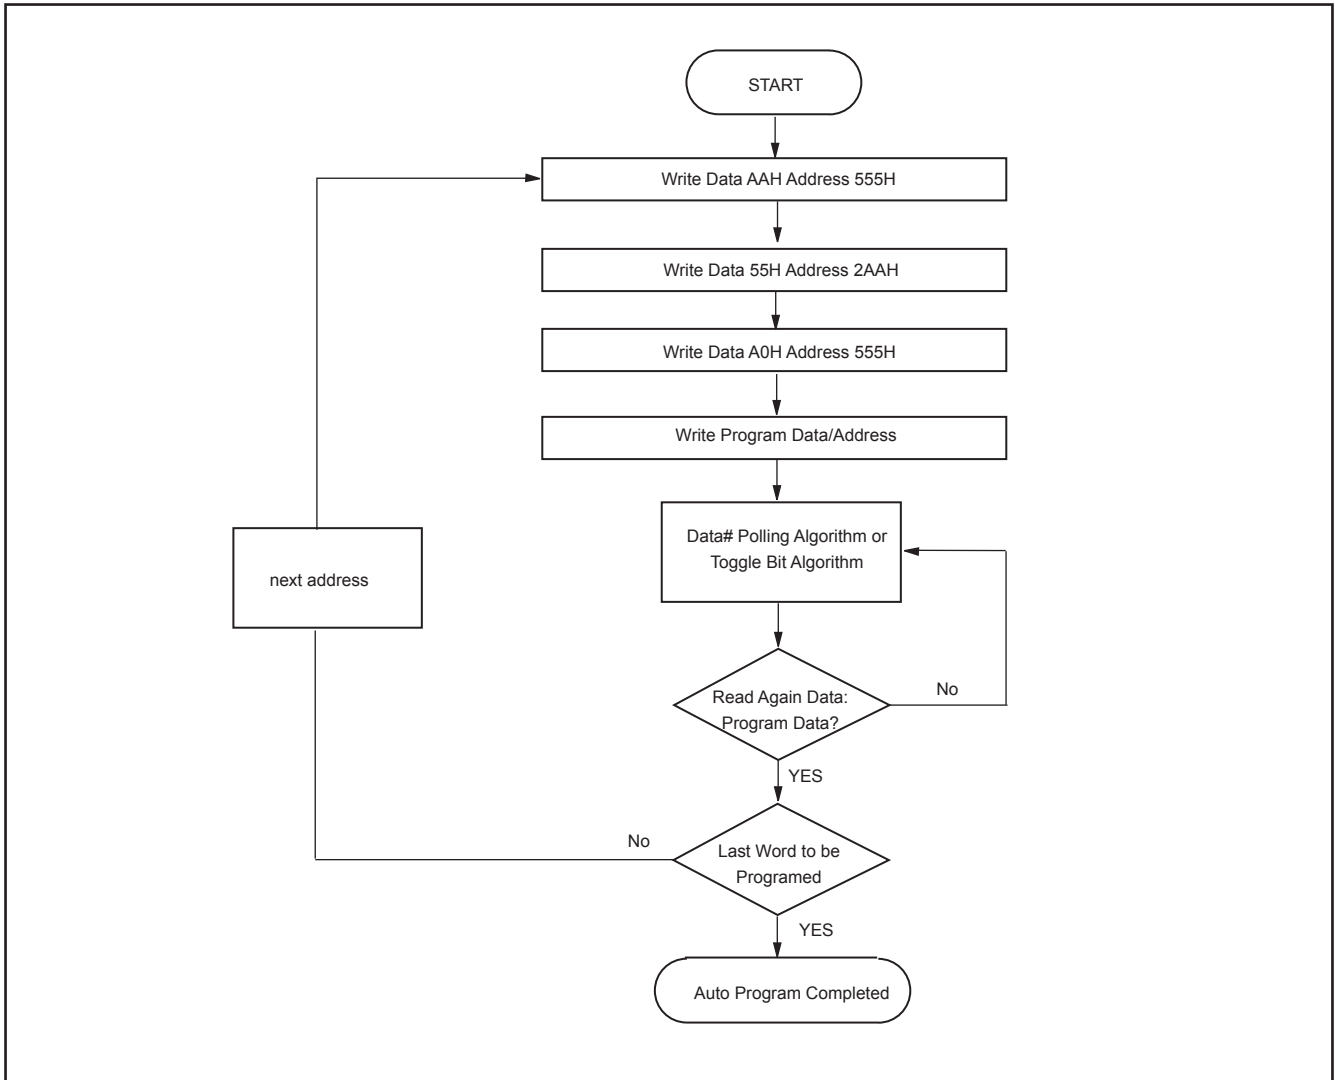 START
Write Data AAH Address 555H
Write Data 55H Address 2AAH
Write Data A0H Address 555H
Write Program Data/Address
Data# Polling Algorithm or
Toggle Bit Algorithm
next address
Read Again Data:
Program Data?
No
YES
No
Last Word to be
Programed
YES
Auto Program Completed